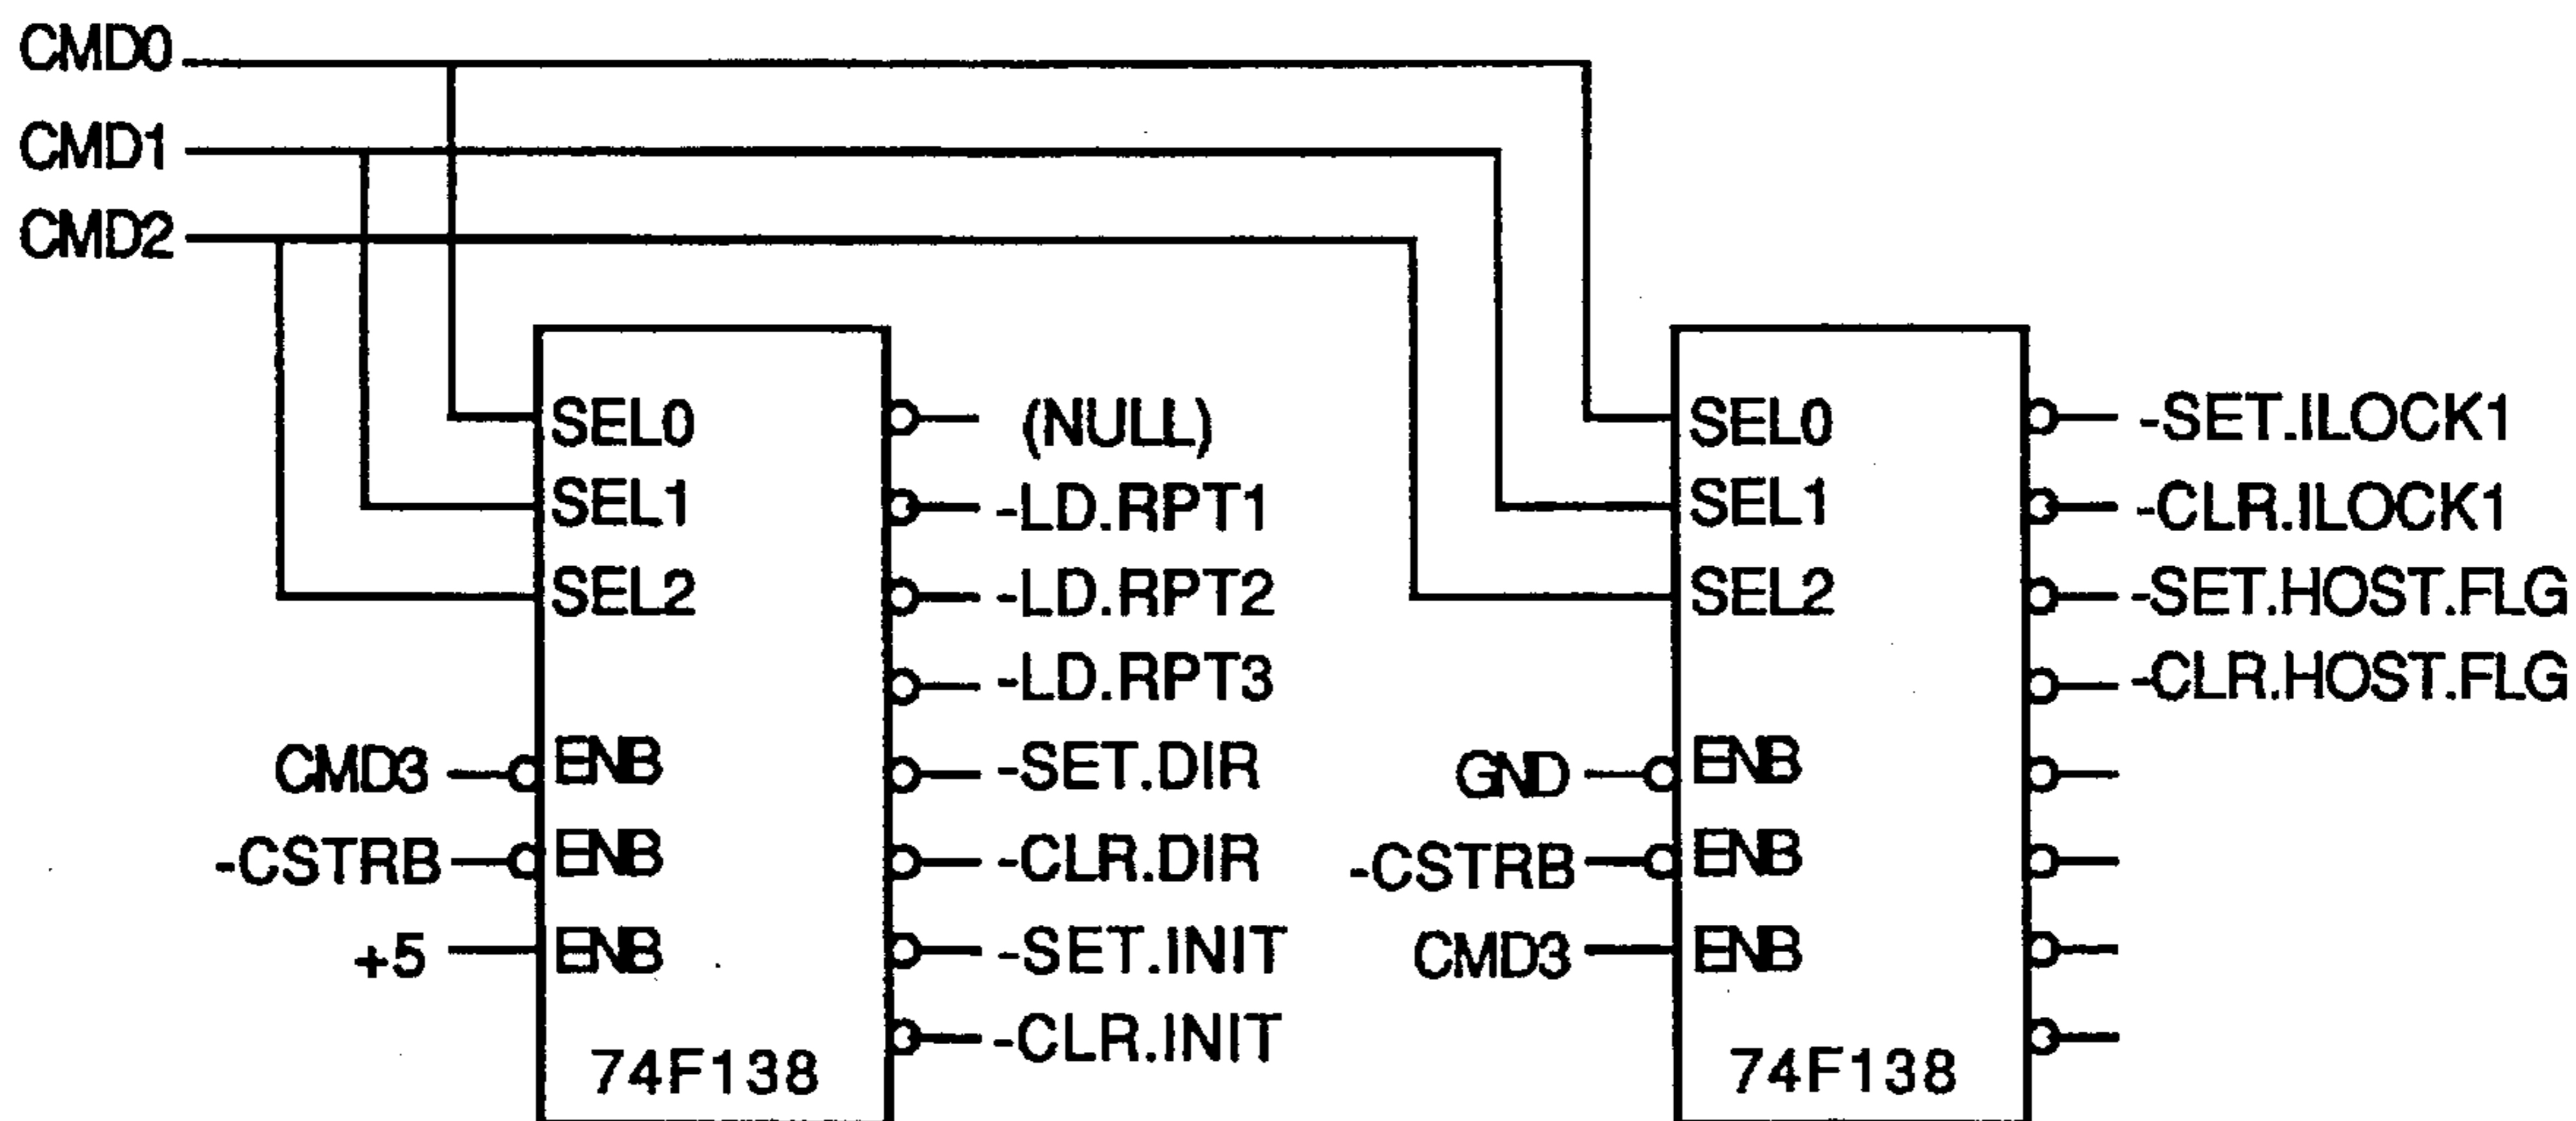 CMD0
CMD1
CMD2
SEL0
SEL1
SEL2
CMD3
ENB
-CSTRB
ENB
+5
ENB
74F138
(NULL)
-LD.RPT1
-LD.RPT2
-LD.RPT3
-SET.DIR
-CLR.DIR
-SET.INIT
-CLR.INIT
SEL0
SEL1
SEL2
GND
ENB
-CSTRB
ENB
CMD3
ENB
74F138
-SET.ILOCK1
-CLR.ILOCK1
-SET.HOST.FLG
-CLR.HOST.FLG